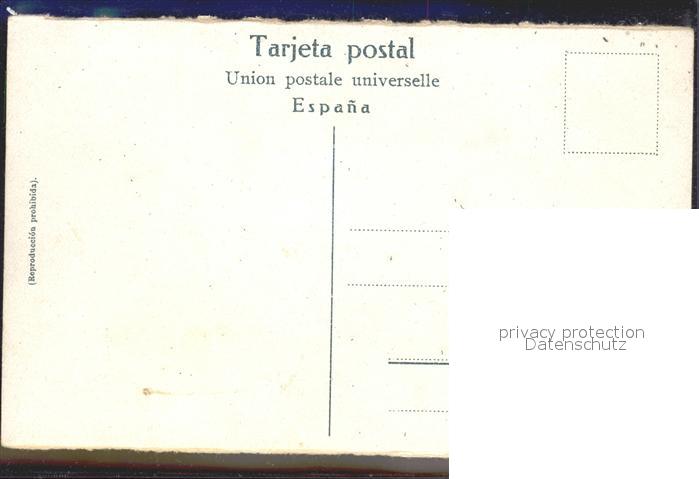 Tarjeta postal
Union postale universelle
España
(Reproducción prohibida).
privacy protection
Datenschutz